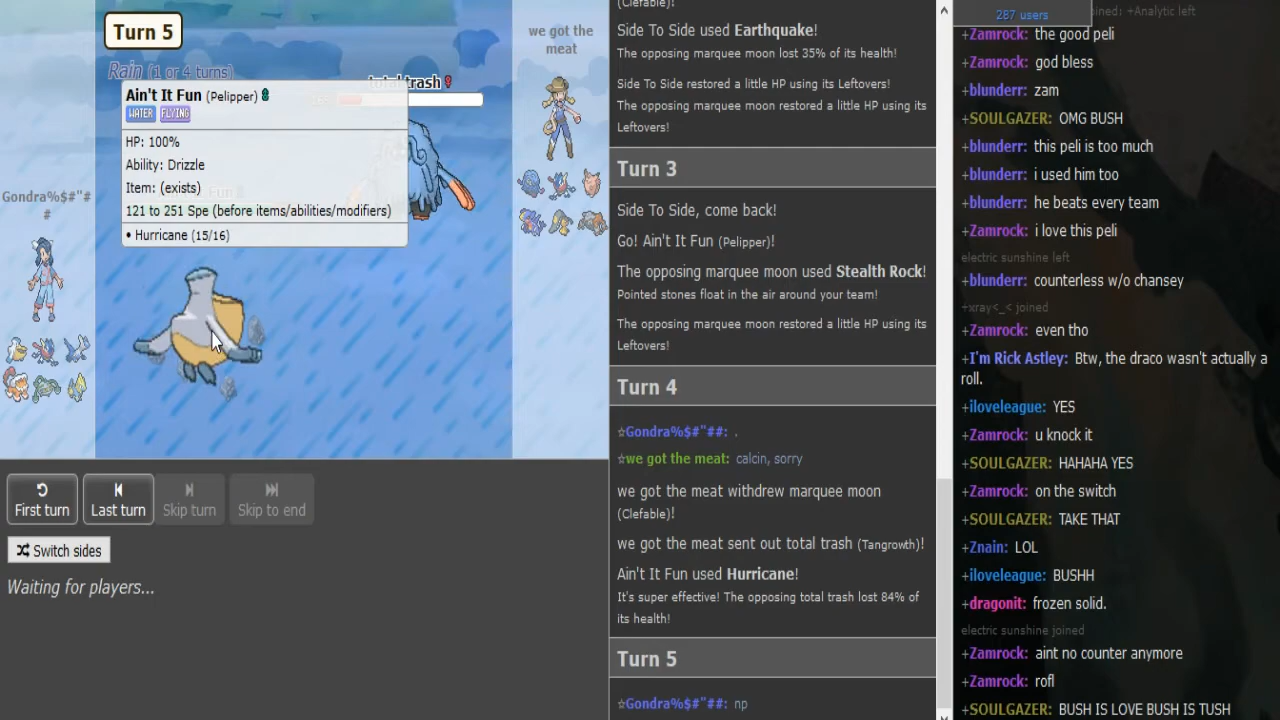 Turn 5
Rain (1 or 4 turns)
total trash
Ain't It Fun (Pelipper)
WATER FLYING
HP: 100%
Ability: Drizzle
Item: (exists)
121 to 251 Spe (before items/abilities/modifiers)
• Hurricane (15/16)
Gondra%$#"#
#
we got the
meat
First turn
Last turn
Skip turn
Skip to end
Switch sides
Waiting for players...
(Clefable)!
Side To Side used Earthquake!
The opposing marquee moon lost 35% of its health!
Side To Side restored a little HP using its Leftovers!
The opposing marquee moon restored a little HP using its
Leftovers!
Turn 3
Side To Side, come back!
Go! Ain't It Fun (Pelipper)!
The opposing marquee moon used Stealth Rock!
Pointed stones float in the air around your team!
The opposing marquee moon restored a little HP using its
Leftovers!
Turn 4
☆Gondra%$#"##: .
☆we got the meat: calcin, sorry
we got the meat withdrew marquee moon
(Clefable)!
we got the meat sent out total trash (Tangrowth)!
Ain't It Fun used Hurricane!
It's super effective! The opposing total trash lost 84% of
its health!
Turn 5
☆Gondra%$#"##: np
287 users
joined: +Analytic left
+Zamrock: the good peli
+Zamrock: god bless
+blunderr: zam
+SOULGAZER: OMG BUSH
+blunderr: this peli is too much
+blunderr: i used him too
+blunderr: he beats every team
+Zamrock: i love this peli
electric sunshine left
+blunderr: counterless w/o chansey
+xray<_< joined
+Zamrock: even tho
+I'm Rick Astley: Btw, the draco wasn't actually a
roll.
+iloveleague: YES
+Zamrock: u knock it
+SOULGAZER: HAHAHA YES
+Zamrock: on the switch
+SOULGAZER: TAKE THAT
+Znain: LOL
+iloveleague: BUSHH
+dragonit: frozen solid.
electric sunshine joined
+Zamrock: aint no counter anymore
+Zamrock: rofl
+SOULGAZER: BUSH IS LOVE BUSH IS TUSH